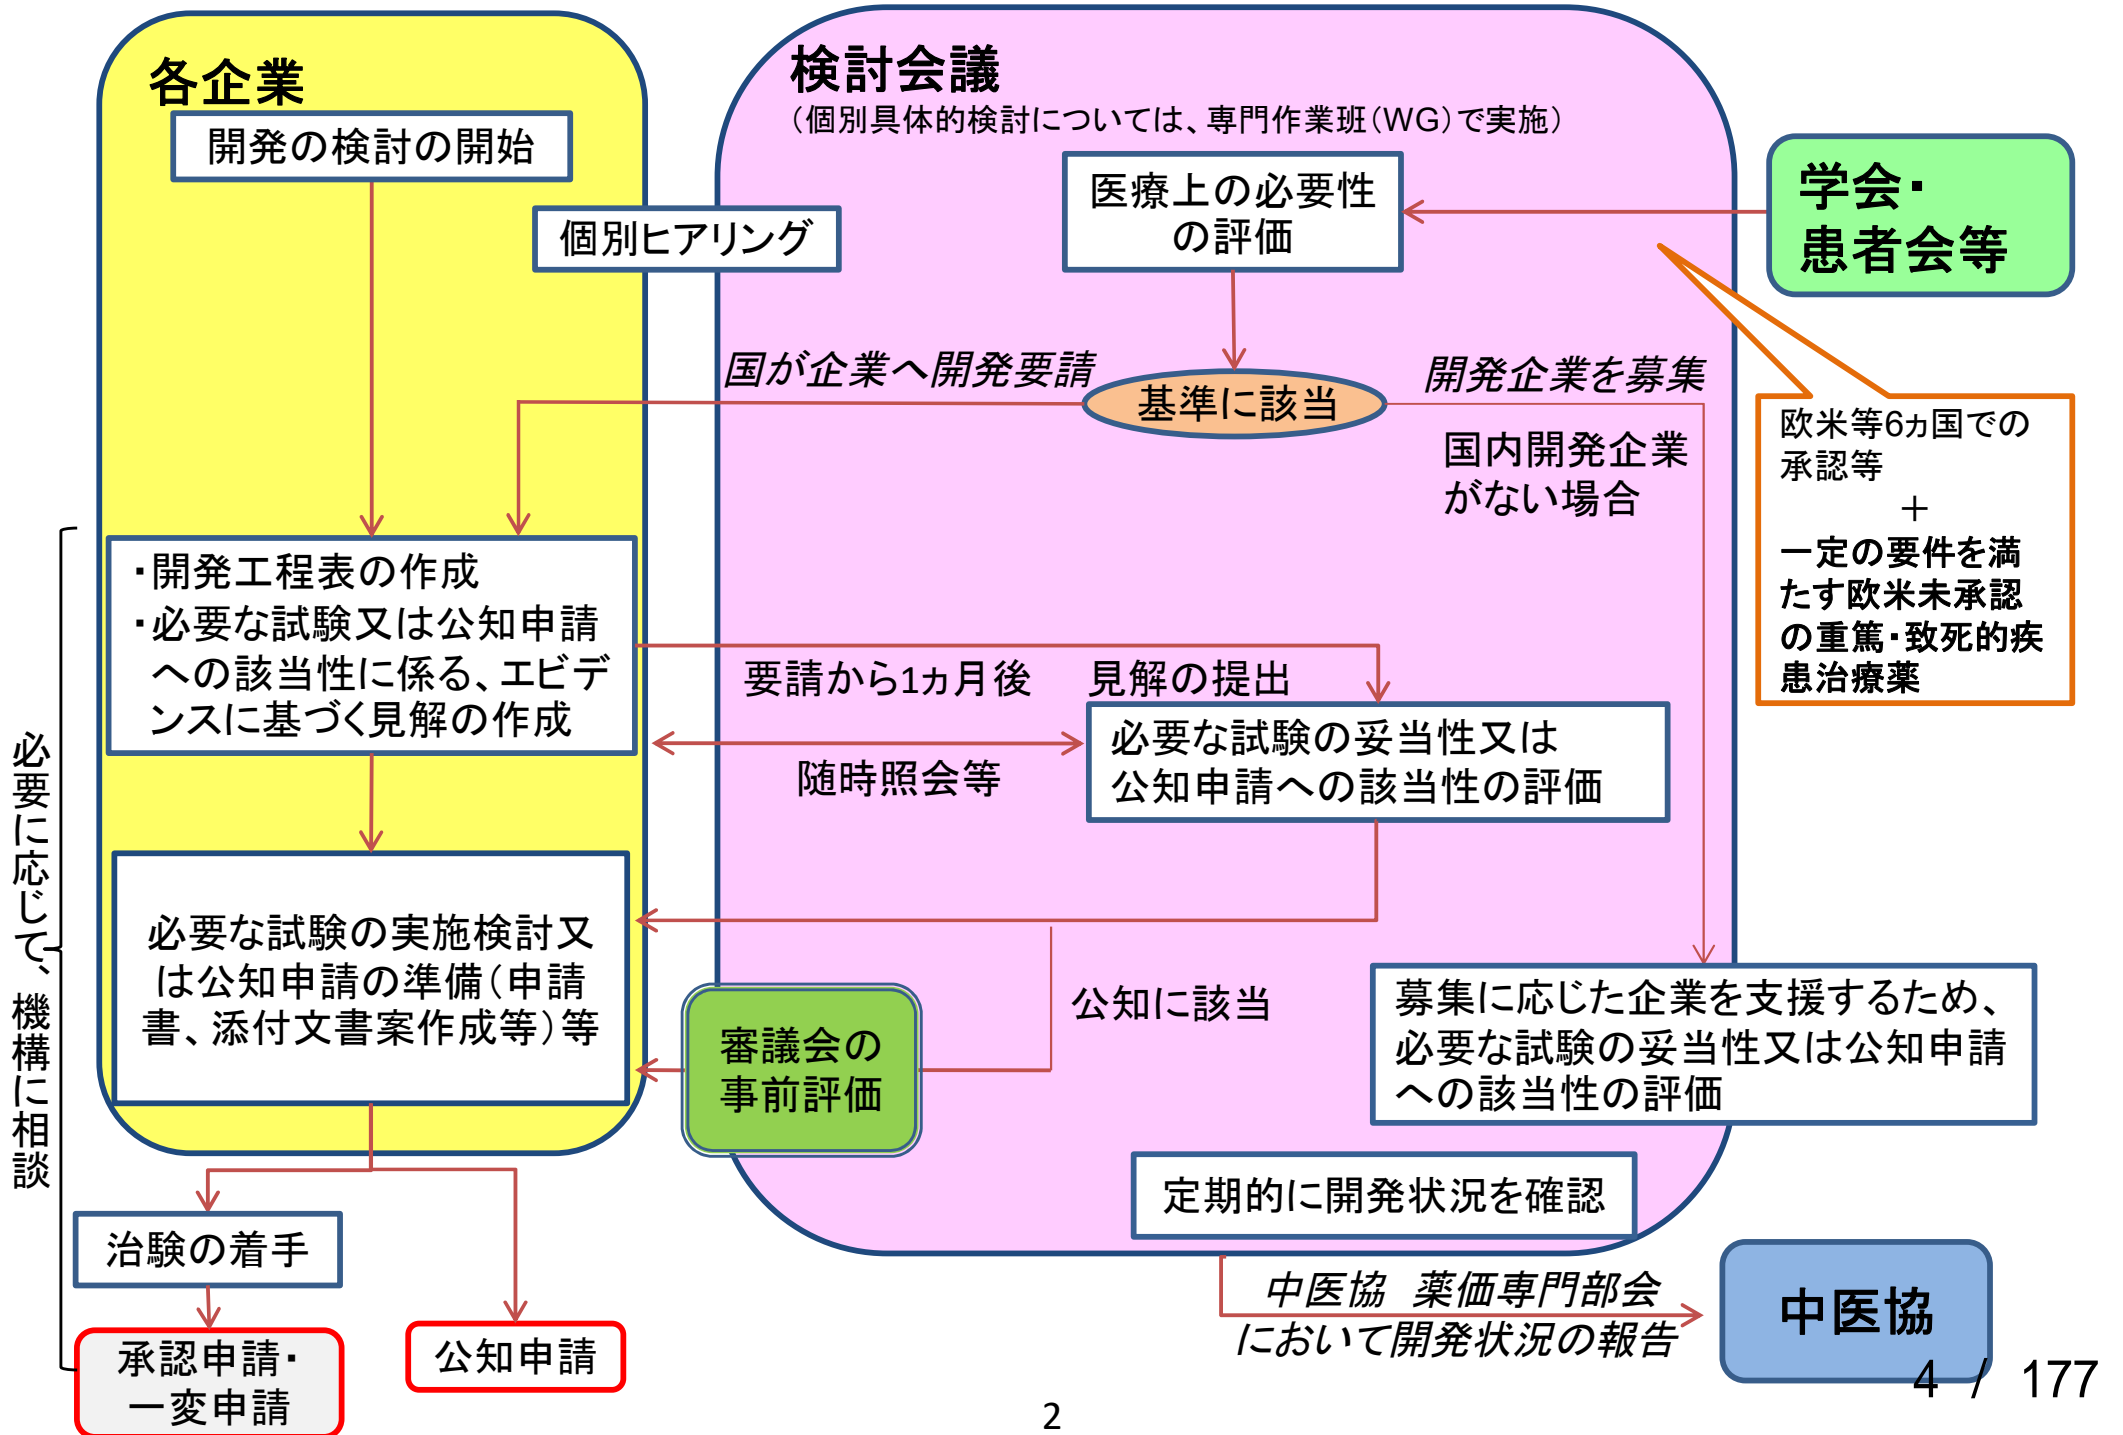 各企業
開発の検討の開始
個別ヒアリング
検討会議
（個別具体的検討については、専門作業班（WG）で実施）
医療上の必要性
の評価
学会・
患者会等
国が企業へ開発要請
基準に該当
開発企業を募集
国内開発企業
がない場合
欧米等6ヵ国での
承認等
＋
一定の要件を満
たす欧米未承認
の重篤・致死的疾
患治療薬
・開発工程表の作成
・必要な試験又は公知申請
への該当性に係る、エビデ
ンスに基づく見解の作成
要請から1ヵ月後
見解の提出
必要な試験の妥当性又は
公知申請への該当性の評価
随時照会等
必要に応じて、機構に相談
必要な試験の実施検討又
は公知申請の準備（申請
書、添付文書案作成等）等
審議会の
事前評価
公知に該当
募集に応じた企業を支援するため、
必要な試験の妥当性又は公知申請
への該当性の評価
定期的に開発状況を確認
治験の着手
承認申請・
一変申請
公知申請
中医協　薬価専門部会
において開発状況の報告
中医協
4 / 177
2